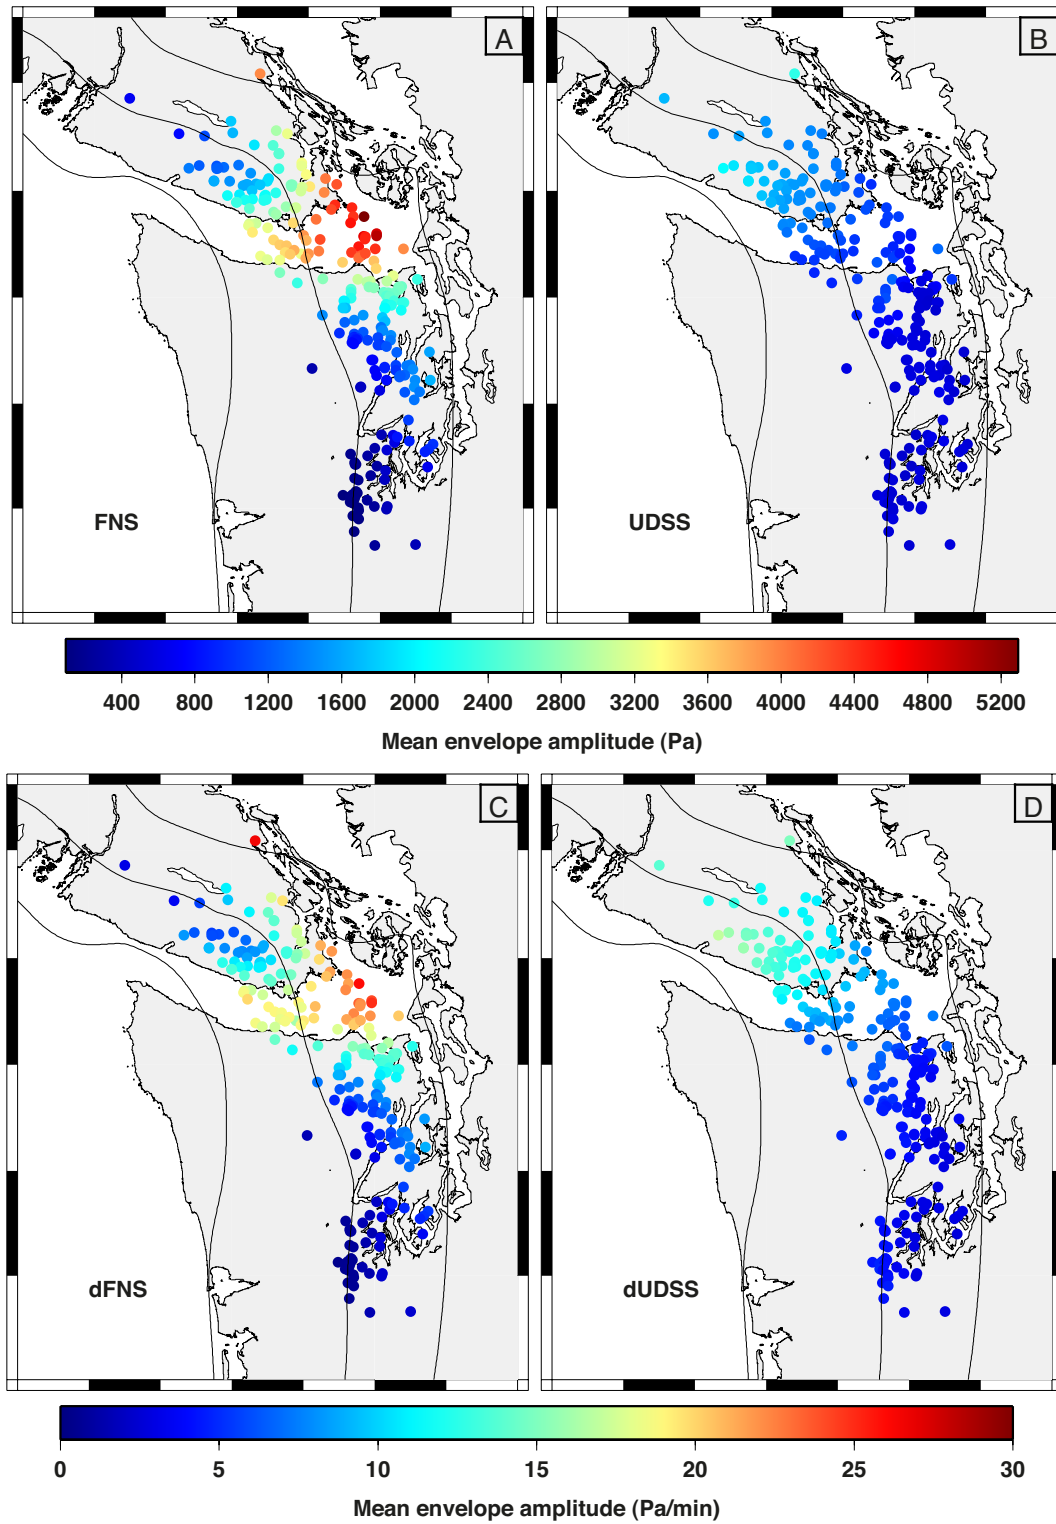 A
B
FNS
UDSS
400 800 1200 1600 2000 2400 2800 3200 3600 4000 4400 4800 5200
Mean envelope amplitude (Pa)
C
D
dFNS
dUDSS
0 5 10 15 20 25 30
Mean envelope amplitude (Pa/min)